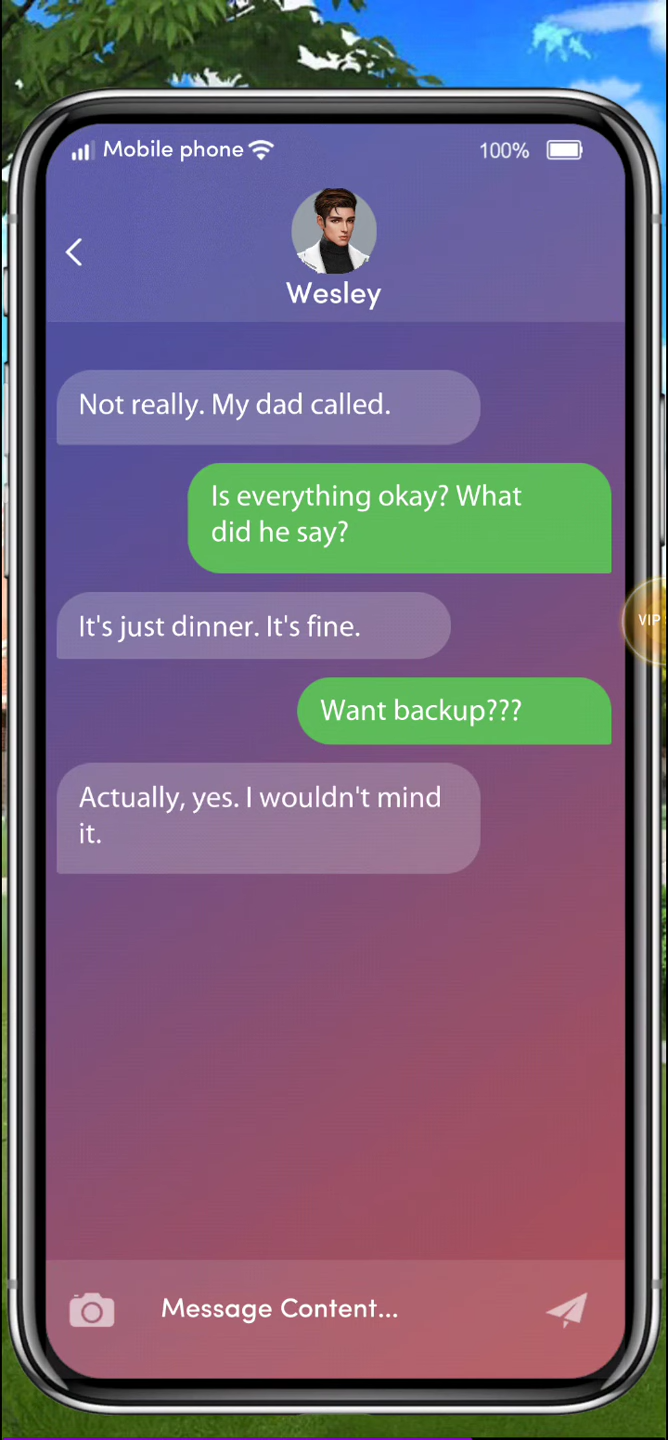 Mobile phone 100%
Wesley
Not really. My dad called.
Is everything okay? What
did he say?
It's just dinner. It's fine.
VIP
Want backup???
Actually, yes. I wouldn't mind
it.
Message Content...